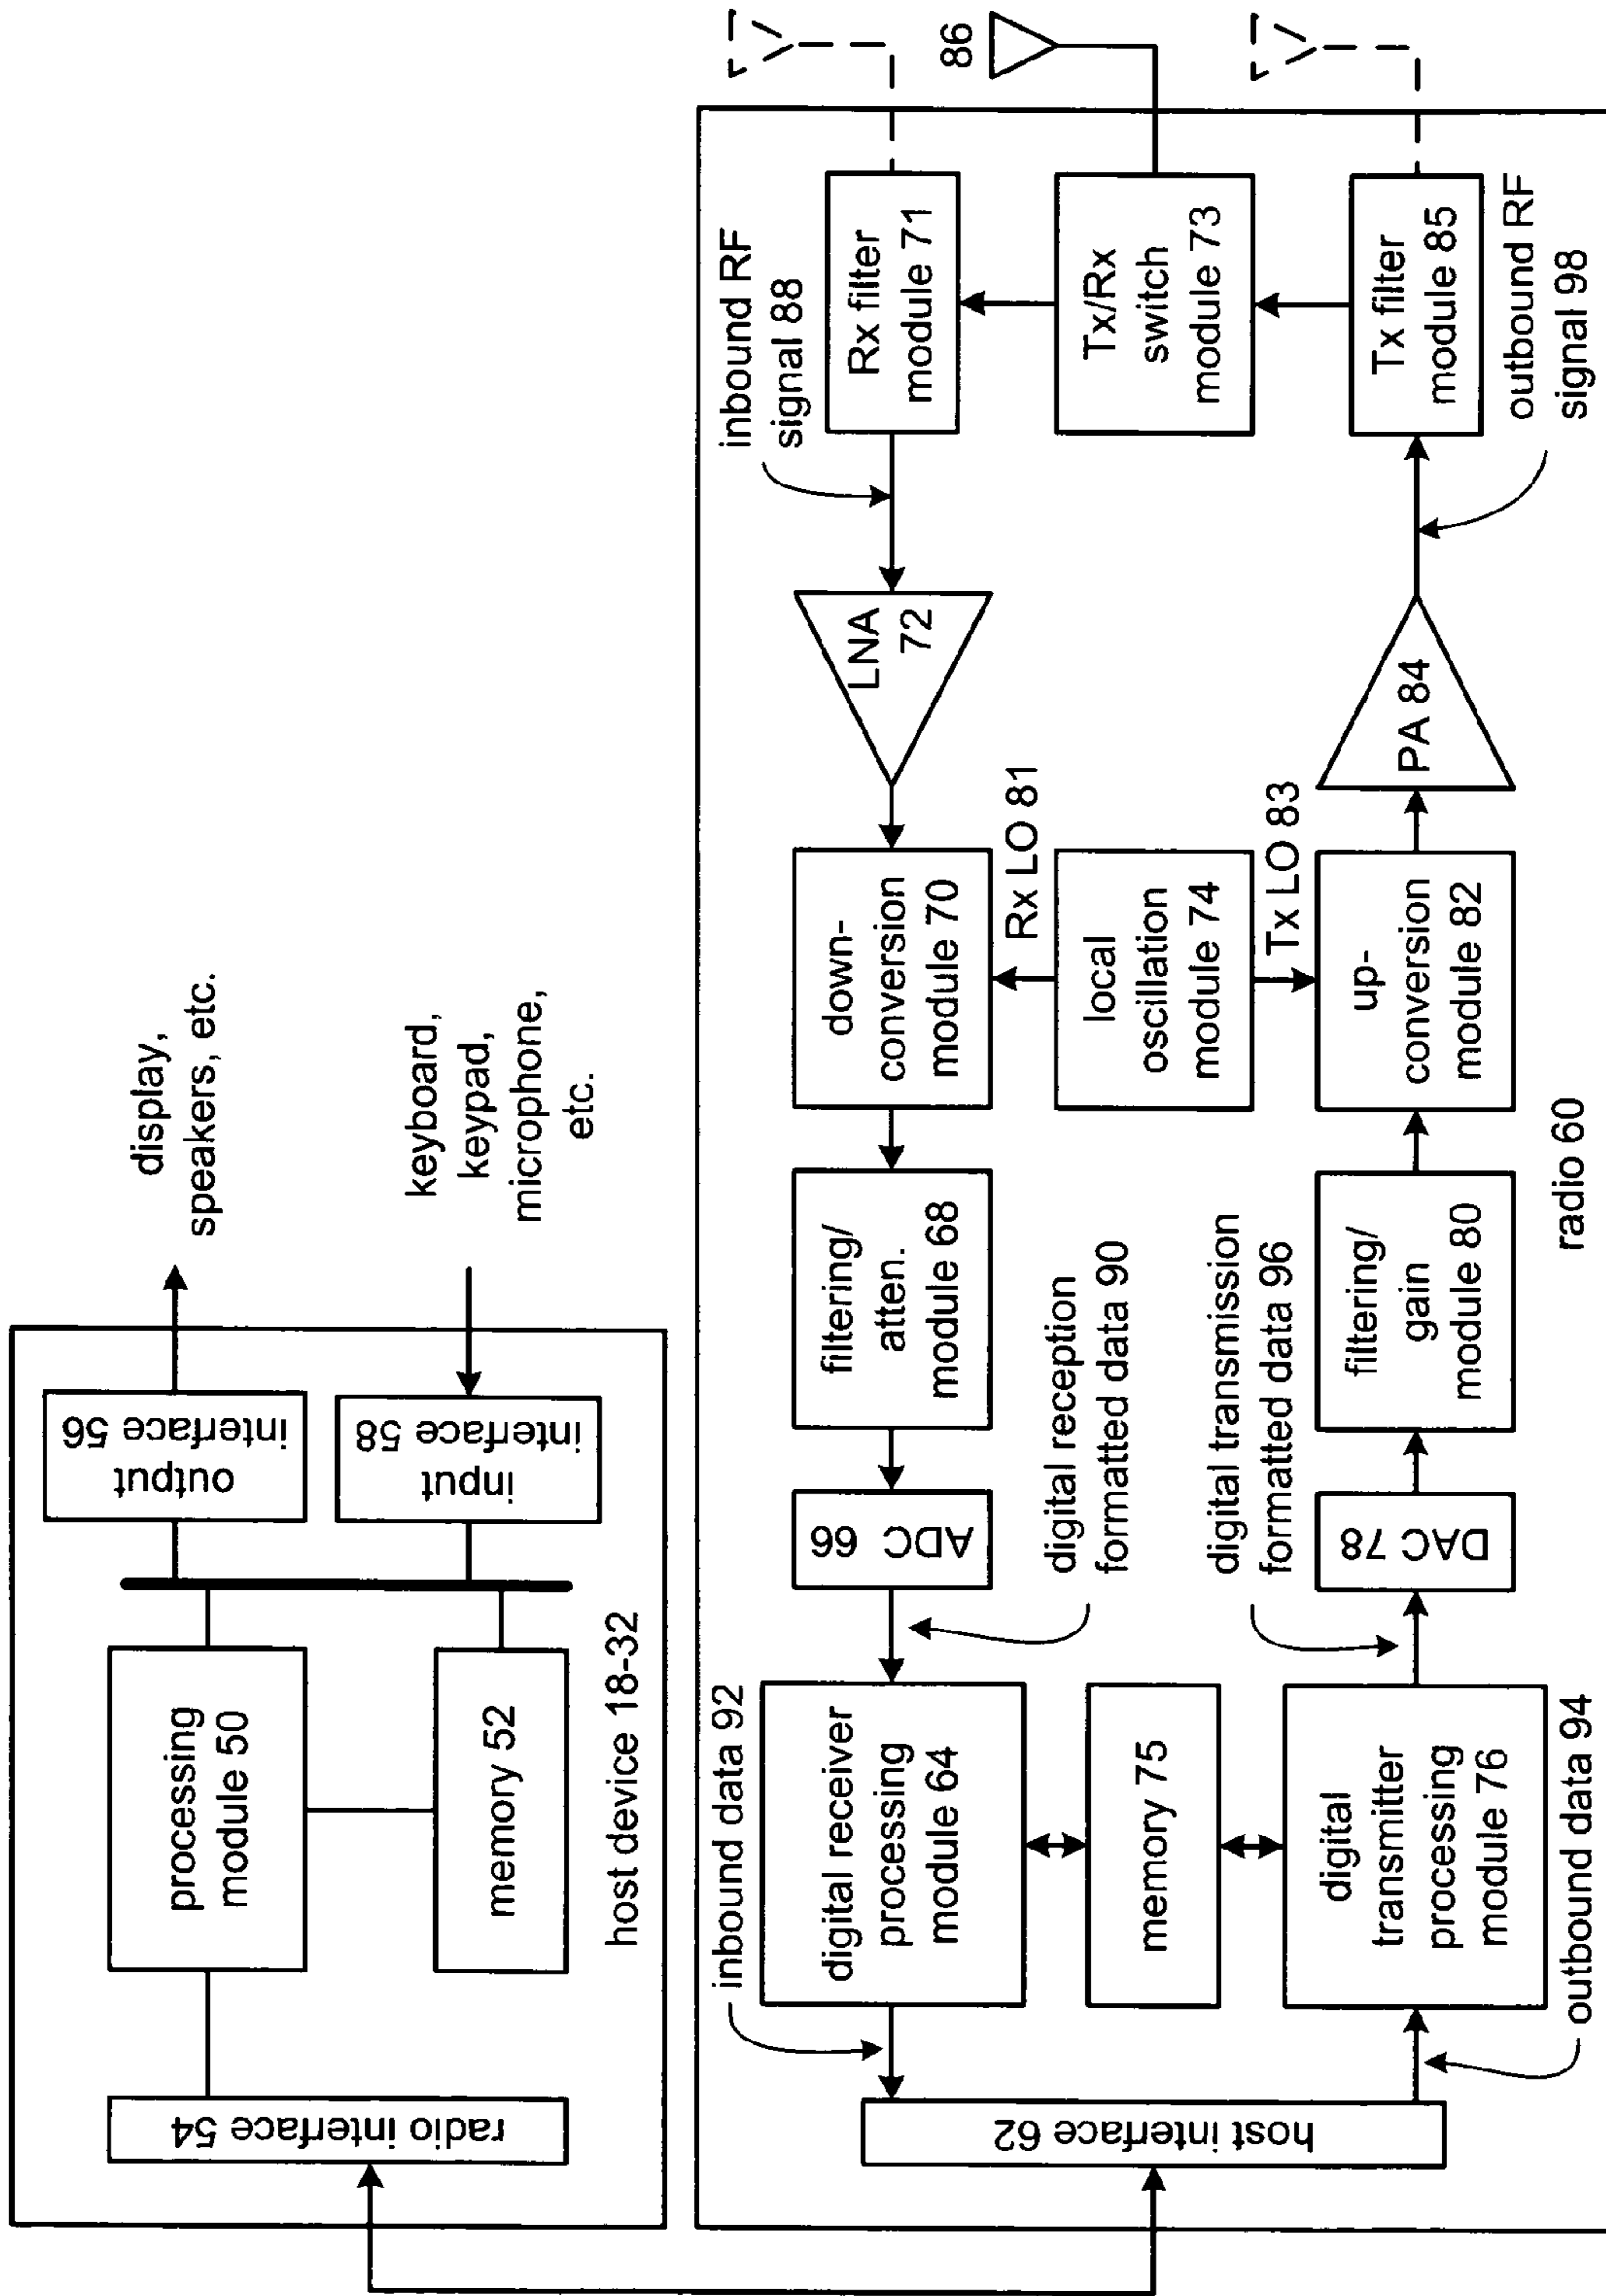 radio interface 54
processing
module 50
memory 52
output
interface 56
input
interface 58
display,
speakers, etc.
keyboard,
keypad,
microphone,
etc.
host device 18-32
host interface 62
inbound data 92
digital receiver
processing
module 64
memory 75
digital
transmitter
processing
module 76
outbound data 94
ADC 66
digital reception
formatted data 90
digital transmission
formatted data 96
DAC 78
filtering/
atten.
module 68
filtering/
gain
module 80
down-
conversion
module 70
Rx LO 81
local
oscillation
module 74
Tx LO 83
up-
conversion
module 82
LNA
72
PA 84
inbound RF
signal 88
Rx filter
module 71
Tx/Rx
switch
module 73
Tx filter
module 85
outbound RF
signal 98
86
radio 60